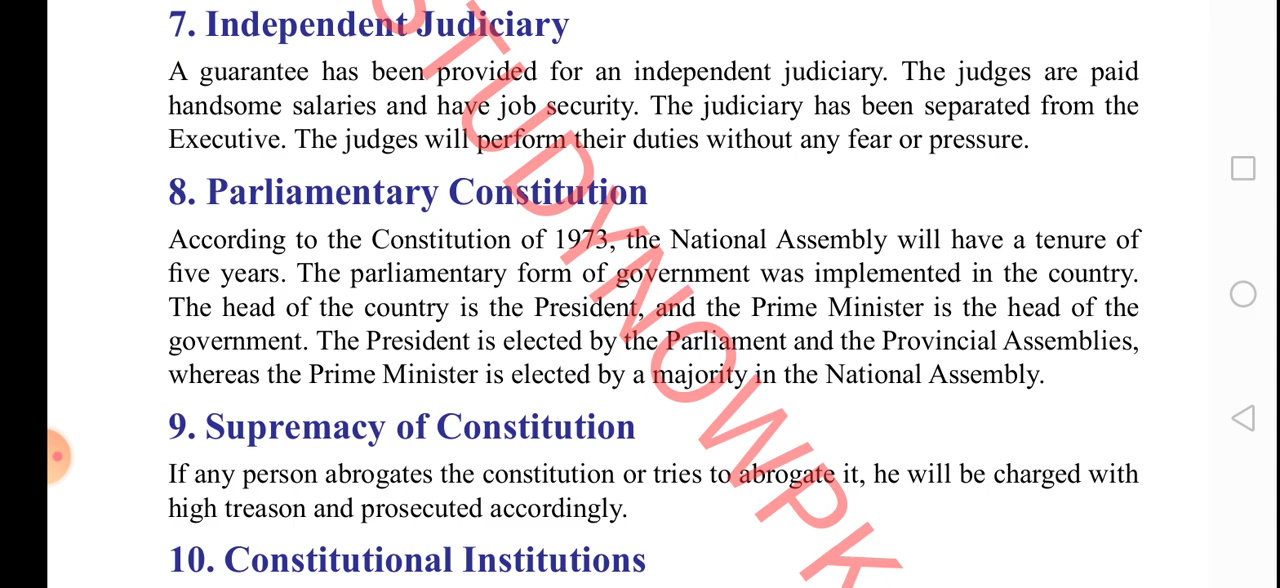 7. Independent Judiciary
A guarantee has been provided for an independent judiciary. The judges are paid
handsome salaries and have job security. The judiciary has been separated from the
Executive. The judges will perform their duties without any fear or pressure.
8. Parliamentary Constitution
According to the Constitution of 1973, the National Assembly will have a tenure of
five years. The parliamentary form of government was implemented in the country.
The head of the country is the President, and the Prime Minister is the head of the
government. The President is elected by the Parliament and the Provincial Assemblies,
whereas the Prime Minister is elected by a majority in the National Assembly.
9. Supremacy of Constitution
If any person abrogates the constitution or tries to abrogate it, he will be charged with
high treason and prosecuted accordingly.
10. Constitutional Institutions
STUDYNOWPK